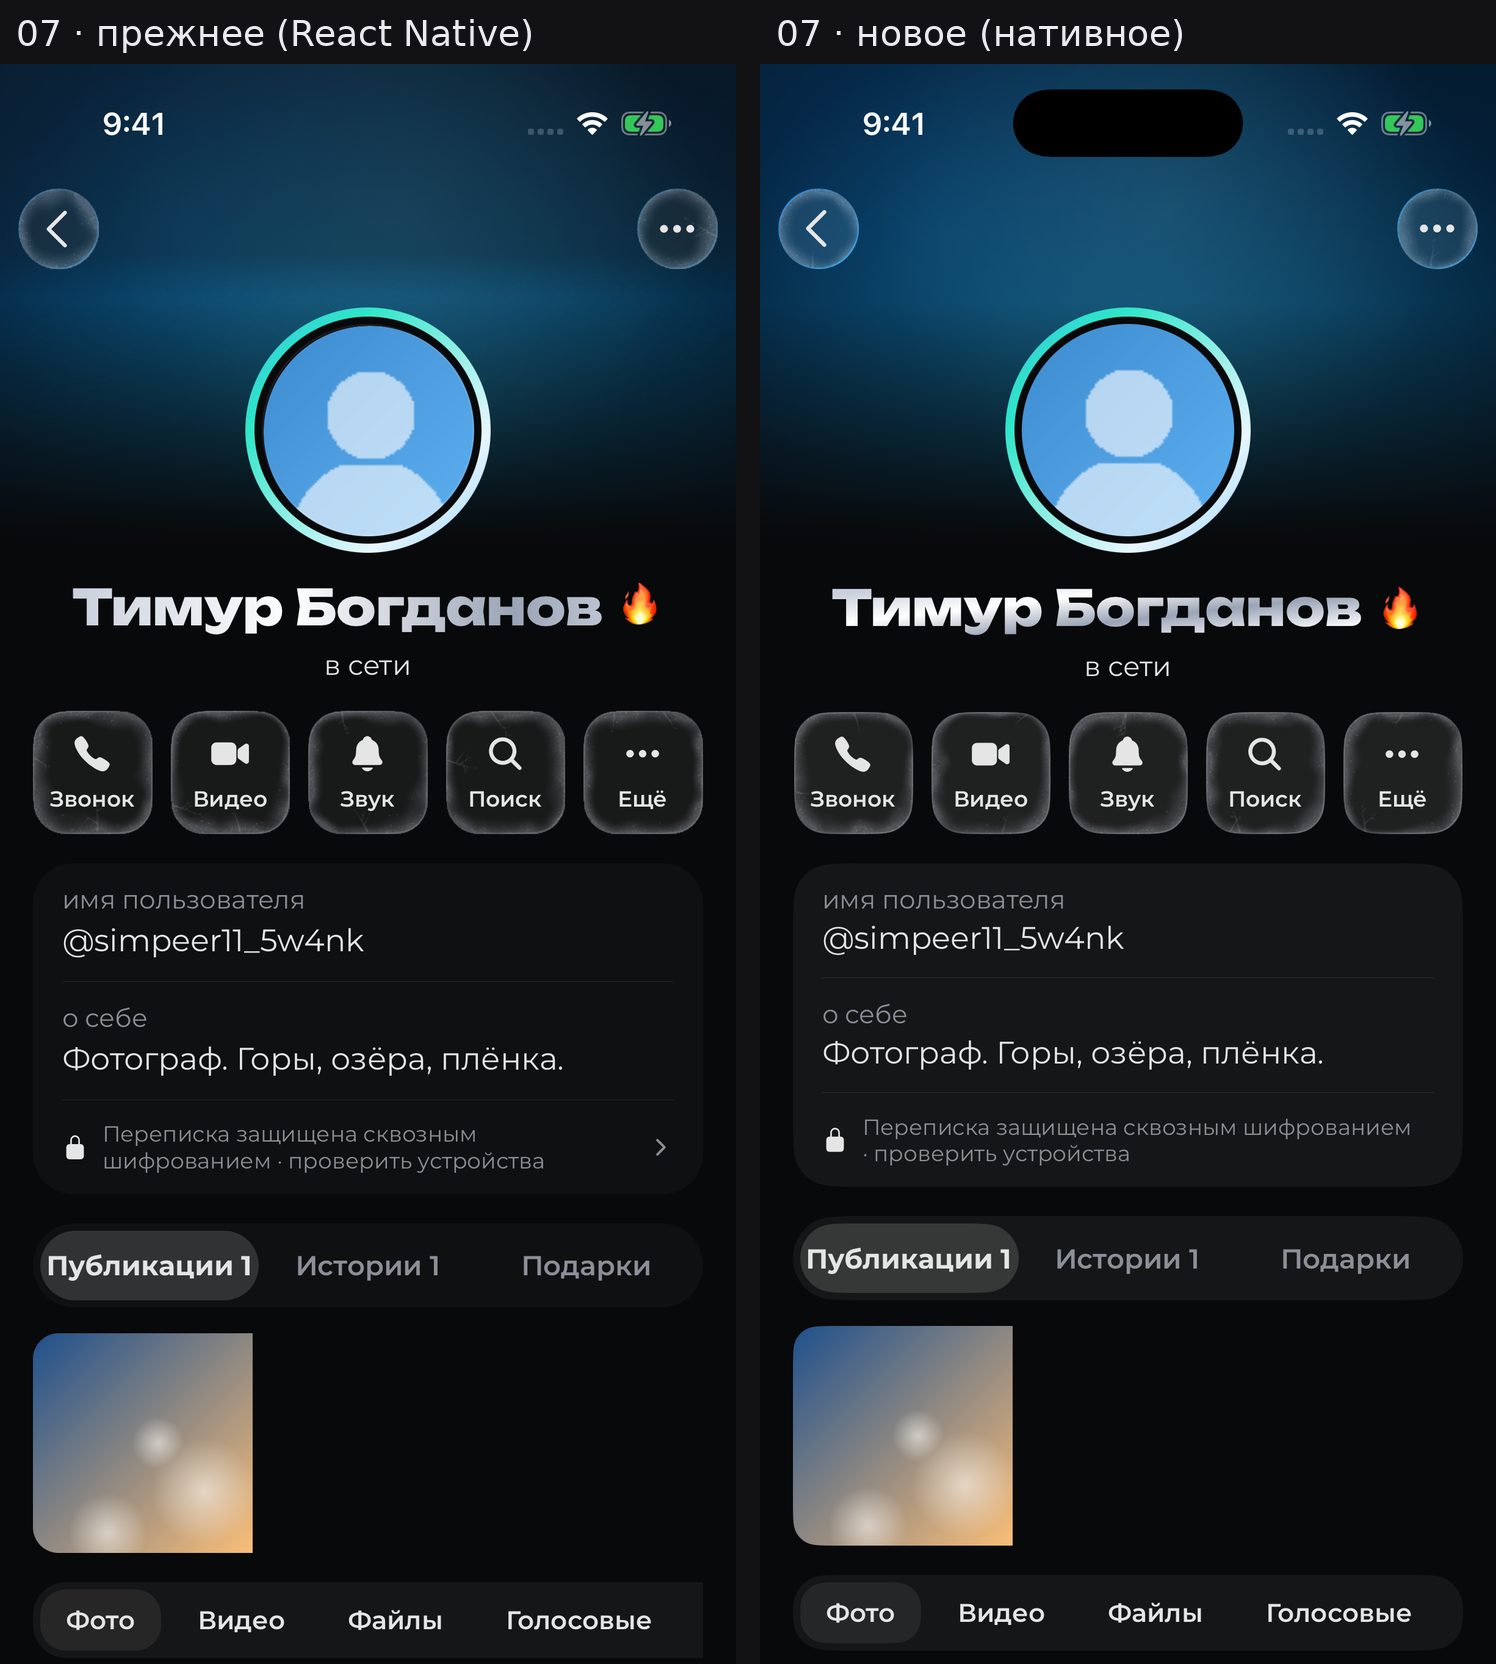 07 · прежнее (React Native)
9:41
Тимур Богданов 🔥
в сети
Звонок
Видео
Звук
Поиск
Ещё
имя пользователя
@simpeer11_5w4nk
о себе
Фотограф. Горы, озёра, плёнка.
Переписка защищена сквозным
шифрованием · проверить устройства
Публикации 1
Истории 1
Подарки
Фото
Видео
Файлы
Голосовые
07 · новое (нативное)
9:41
Тимур Богданов 🔥
в сети
Звонок
Видео
Звук
Поиск
Ещё
имя пользователя
@simpeer11_5w4nk
о себе
Фотограф. Горы, озёра, плёнка.
Переписка защищена сквозным шифрованием
· проверить устройства
Публикации 1
Истории 1
Подарки
Фото
Видео
Файлы
Голосовые